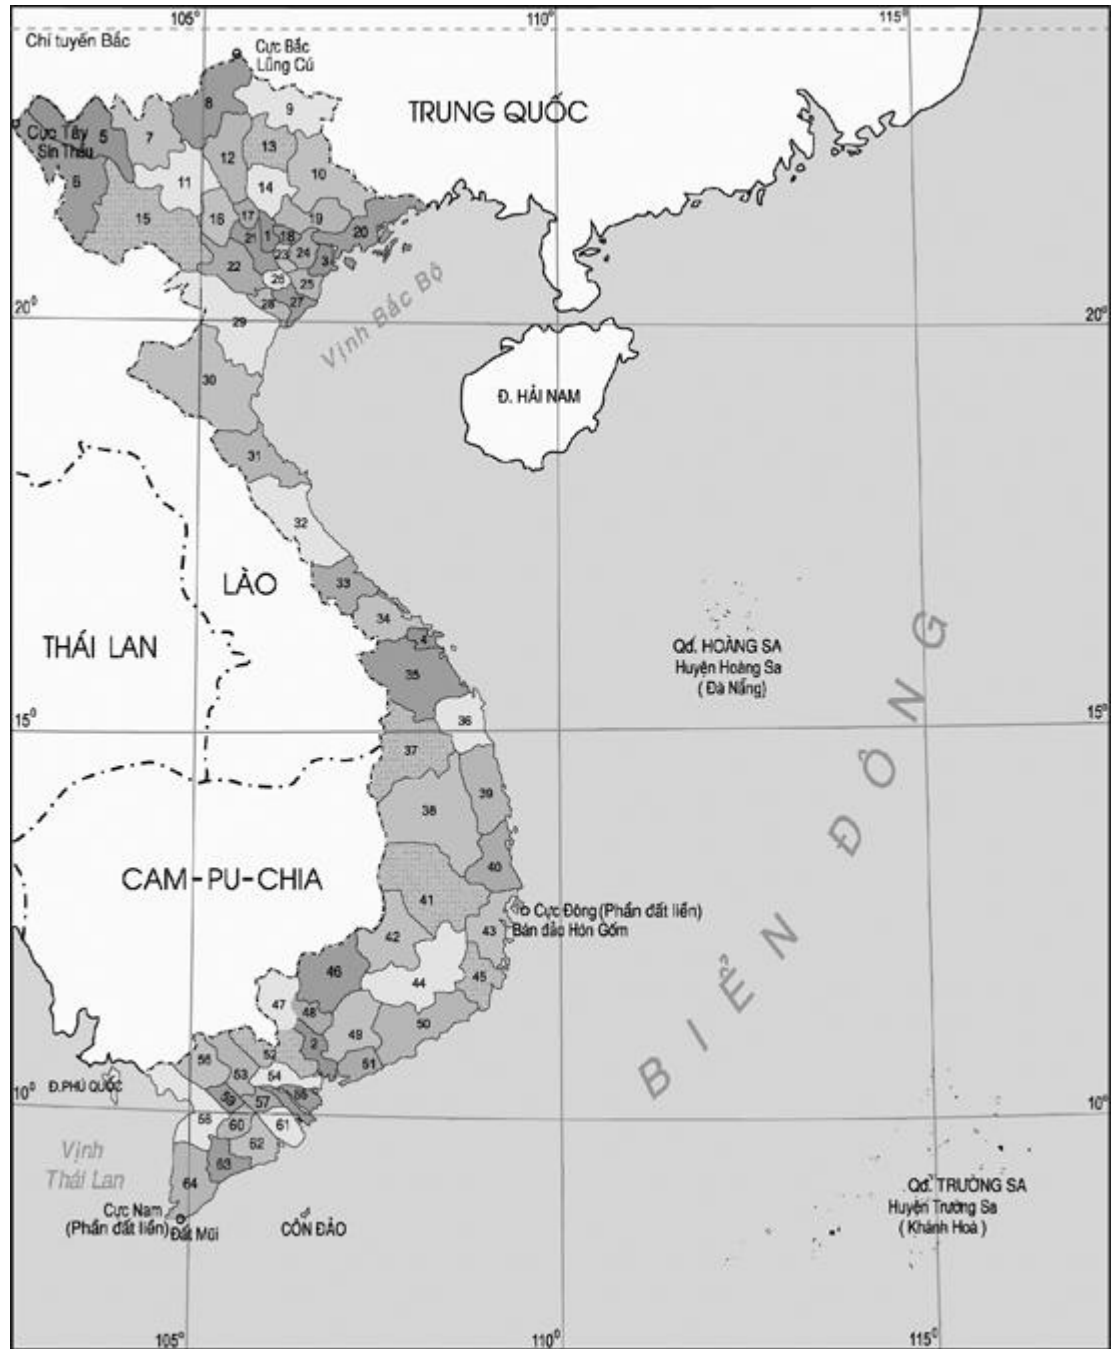 105°
110°
115°
Chí tuyến Bắc
Cực Bắc
Lũng Cú
TRUNG QUỐC
8
9
7
5
Cực Tây
Sín Thầu
6
12
13
10
11
14
15
16
17
19
20
21
1
18
22
23
24
3
26
25
28
27
20°
20°
29
Vịnh Bắc Bộ
30
Đ. HẢI NAM
31
32
LÀO
33
34
THÁI LAN
4
35
Qđ. HOÀNG SA
Huyện Hoàng Sa
(Đà Nẵng)
36
15°
15°
37
39
38
BIỂN ĐÔNG
CAM-PU-CHIA
40
41
Cực Đông (Phần đất liền)
Bán đảo Hòn Gốm
42
43
46
44
45
47
48
50
49
2
52
51
56
53
54
Đ.PHÚ QUỐC
55
59
57
10°
10°
58
60
61
62
Vịnh
Thái Lan
63
64
Cực Nam
(Phần đất liền)
Đất Mũi
CÔN ĐẢO
Qđ. TRƯỜNG SA
Huyện Trường Sa
(Khánh Hoà)
105°
110°
115°